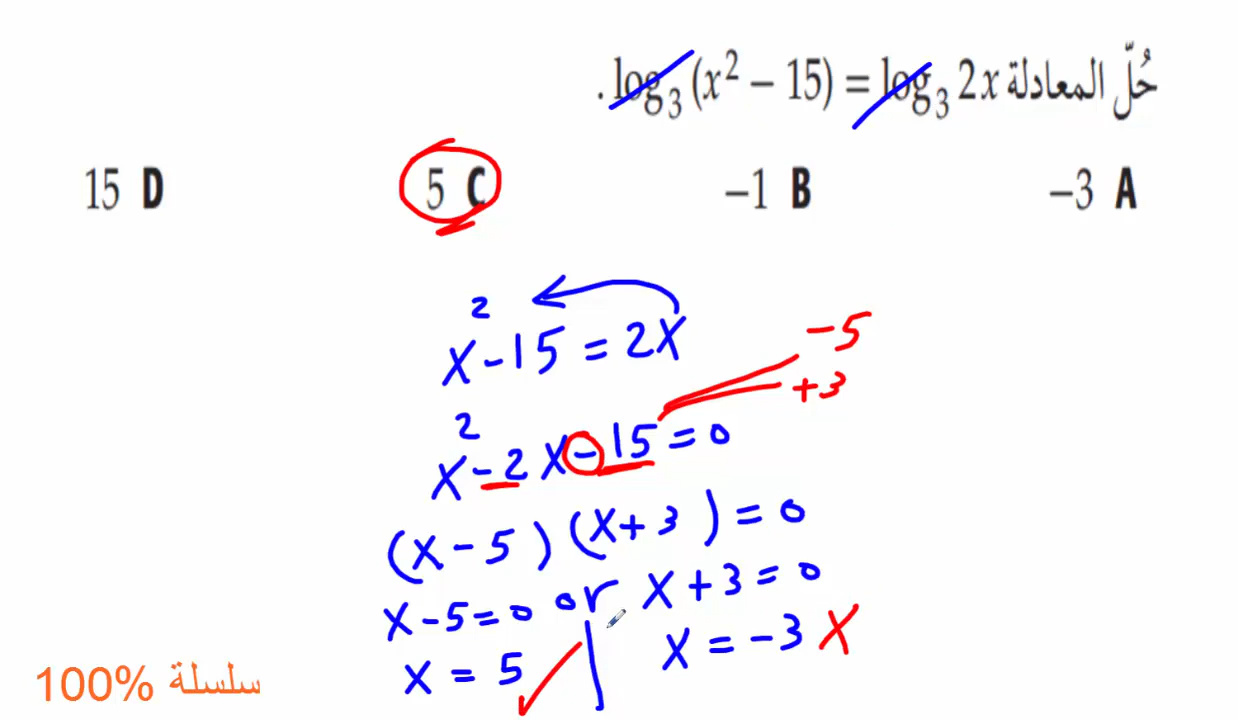 حُلّ المعادلة log₃ (x² − 15) = log₃ 2x .
−3 A   −1 B   5 C   15 D
x² - 15 = 2x
-5
+3
x² - 2x - 15 = 0
(x - 5) (x + 3) = 0
x - 5 = 0 or x + 3 = 0
x = 5   x = -3 X
سلسلة 100%